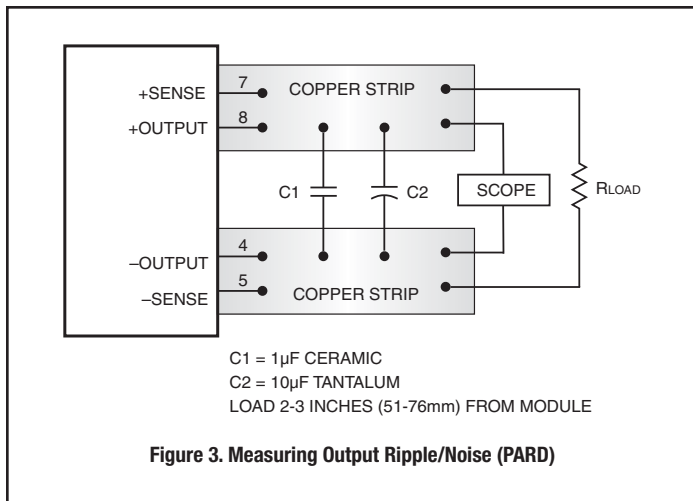 +SENSE 7 COPPER STRIP
+OUTPUT 8
C1 C2 SCOPE RLOAD
–OUTPUT 4
–SENSE 5 COPPER STRIP
C1 = 1µF CERAMIC
C2 = 10µF TANTALUM
LOAD 2-3 INCHES (51-76mm) FROM MODULE
Figure 3. Measuring Output Ripple/Noise (PARD)